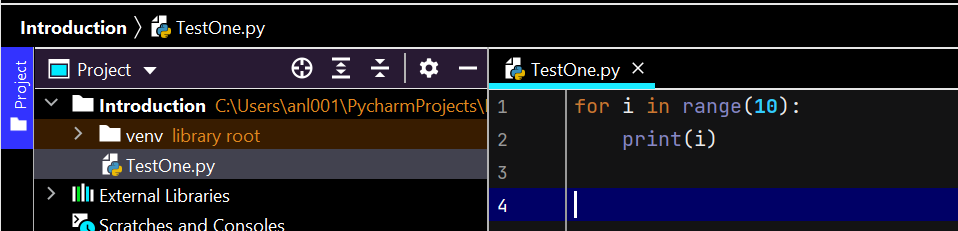 Introduction TestOne.py
Project
Project
TestOne.py
Introduction C:\Users\anl001\PycharmProjects\
venv library root
TestOne.py
External Libraries
Scratches and Consoles
1 for i in range(10):
2 print(i)
3
4